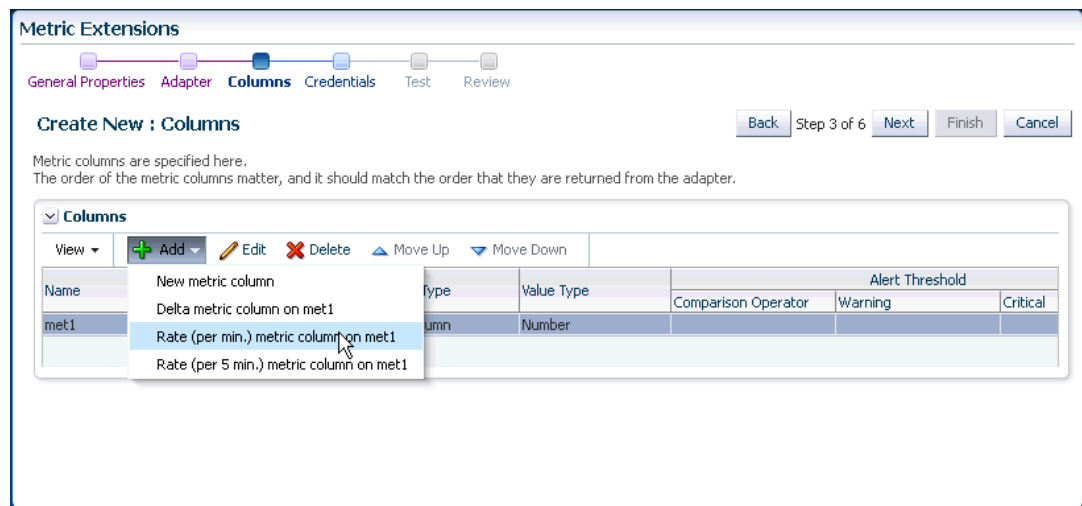 Metric Extensions
General Properties Adapter Columns Credentials Test Review
Create New : Columns
Back Step 3 of 6 Next Finish Cancel
Metric columns are specified here.
The order of the metric columns matter, and it should match the order that they are returned from the adapter.
Columns
View Add Edit Delete Move Up Move Down
Name Type Value Type Alert Threshold
Comparison Operator Warning Critical
met1 Number
New metric column
Delta metric column on met1
Rate (per min.) metric column on met1
Rate (per 5 min.) metric column on met1